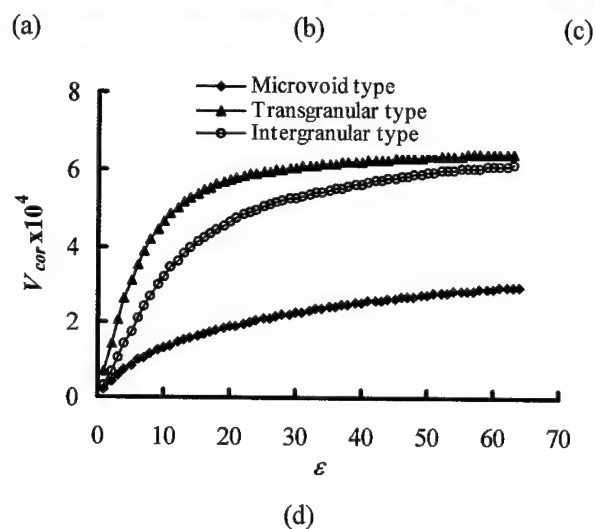 (a) (b) (c)
8
Microvoid type
Transgranular type
Intergranular type
6
V_cor x10^4
4
2
0
0 10 20 30 40 50 60 70
ε
(d)